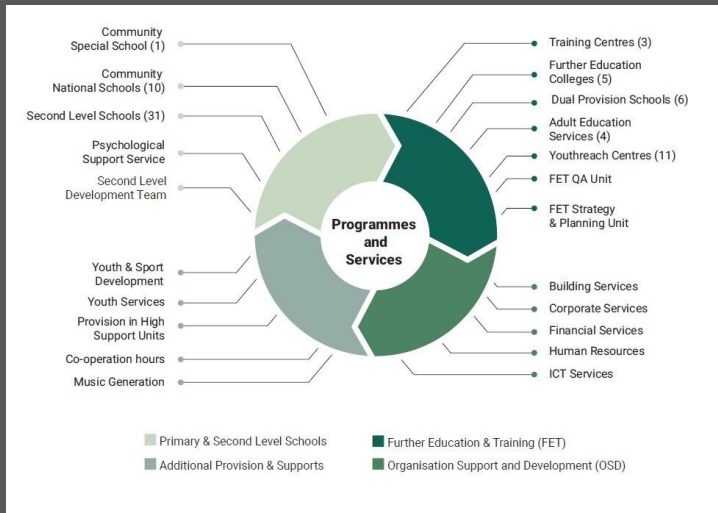 Community
Special School (1)
Community
National Schools (10)
Second Level Schools (31)
Psychological
Support Service
Second Level
Development Team
Youth & Sport
Development
Youth Services
Provision in High
Support Units
Co-operation hours
Music Generation
Programmes
and
Services
Training Centres (3)
Further Education
Colleges (5)
Dual Provision Schools (6)
Adult Education
Services (4)
Youthreach Centres (11)
FET QA Unit
FET Strategy
& Planning Unit
Building Services
Corporate Services
Financial Services
Human Resources
ICT Services
Primary & Second Level Schools
Further Education & Training (FET)
Additional Provision & Supports
Organisation Support and Development (OSD)